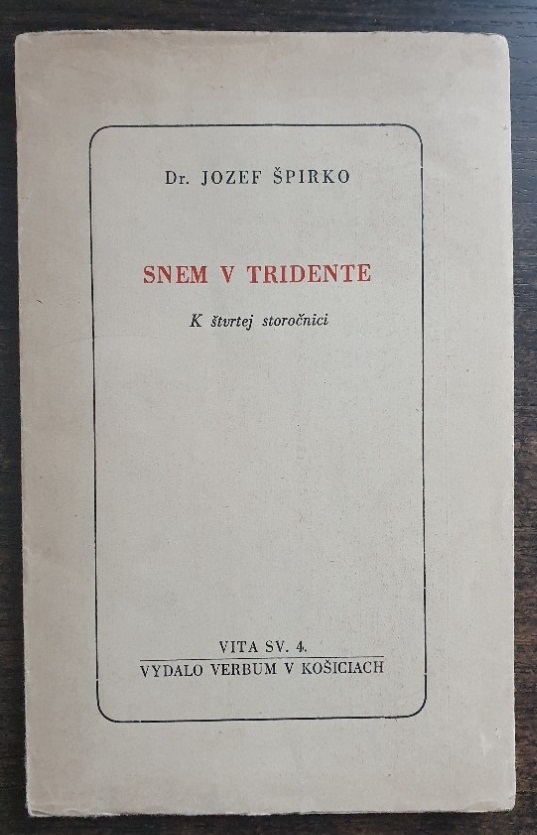 Dr. JOZEF ŠPIRKO
SNEM V TRIDENTE
K štvrtej storočnici
VITA SV. 4.
VYDALO VERBUM V KOŠICIACH